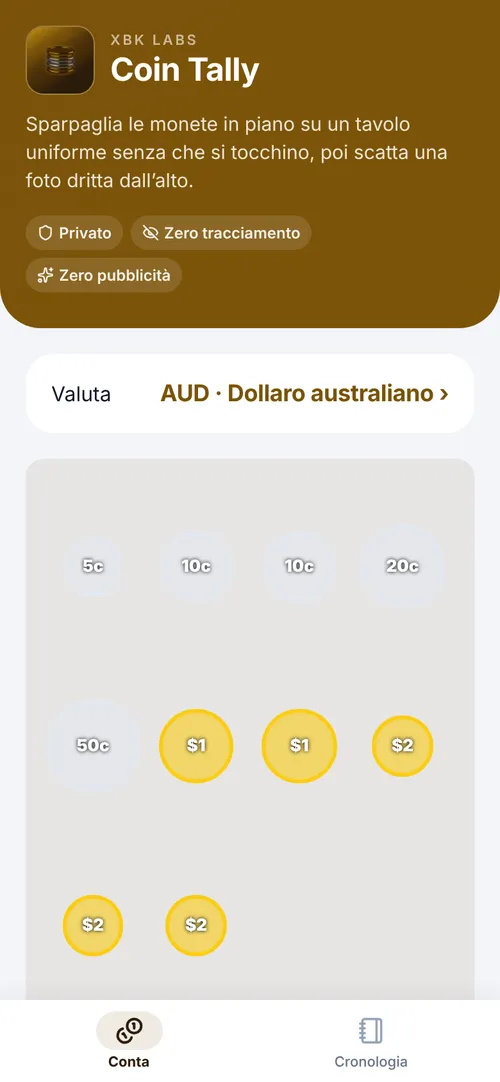 XBK LABS
Coin Tally
Sparpaglia le monete in piano su un tavolo
uniforme senza che si tocchino, poi scatta una
foto dritta dall’alto.
Privato
Zero tracciamento
Zero pubblicità
Valuta
AUD · Dollaro australiano ›
5c
10c
10c
20c
50c
$1
$1
$2
$2
$2
Conta
Cronologia